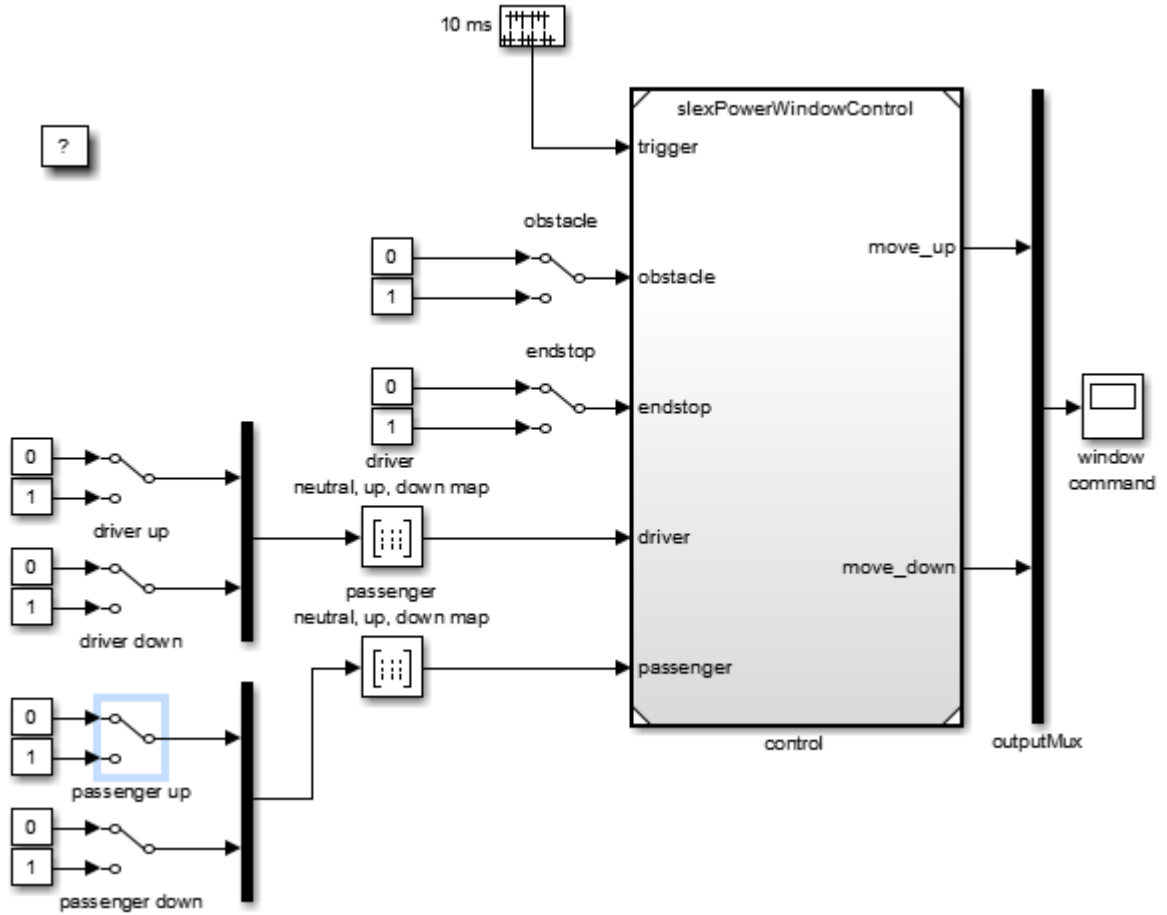 10 ms
slexPowerWindowControl
?
trigger
obstacle
0
1
obstacle
move_up
endstop
0
1
endstop
driver
neutral, up, down map
window
command
0
1
driver up
driver
0
1
driver down
passenger
neutral, up, down map
move_down
passenger
0
1
passenger up
control
outputMux
0
1
passenger down